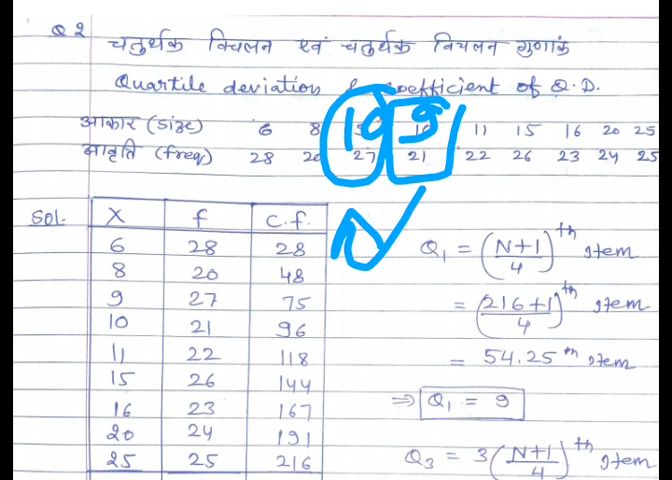 Q 2
चतुर्थक विचलन एवं चतुर्थक विचलन गुणांक
Quartile deviation & coefficient of Q.D.
आकार (size) 6 8 10 9 11 15 16 20 25
आवृति (freq) 28 20 27 21 22 26 23 24 25
Sol. X f c.f.
6 28 28
8 20 48
9 27 75
10 21 96
11 22 118
15 26 144
16 23 167
20 24 191
25 25 216
Q₁ = (N+1/4)th item
= (216+1/4)th item
= 54.25th item
⇒ Q₁ = 9
Q₃ = 3(N+1/4)th item